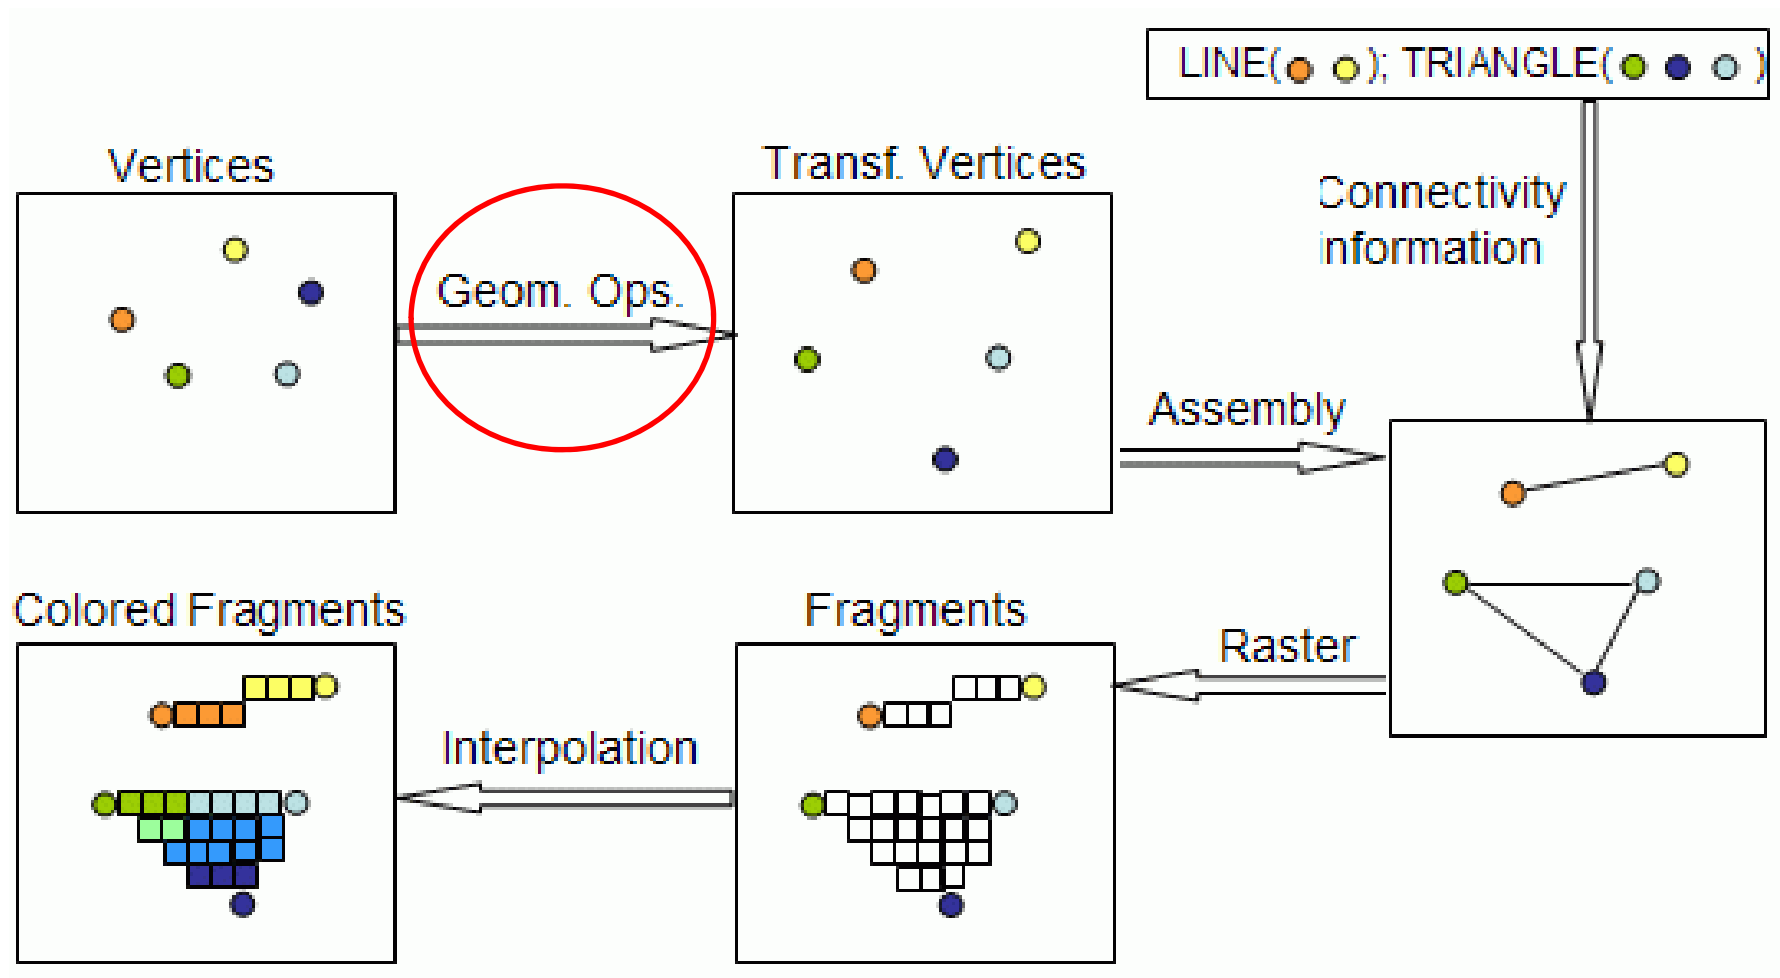 LINE( ); TRIANGLE( )
Vertices
Transf. Vertices
Connectivity
information
Geom. Ops.
Assembly
Colored Fragments
Fragments
Raster
Interpolation